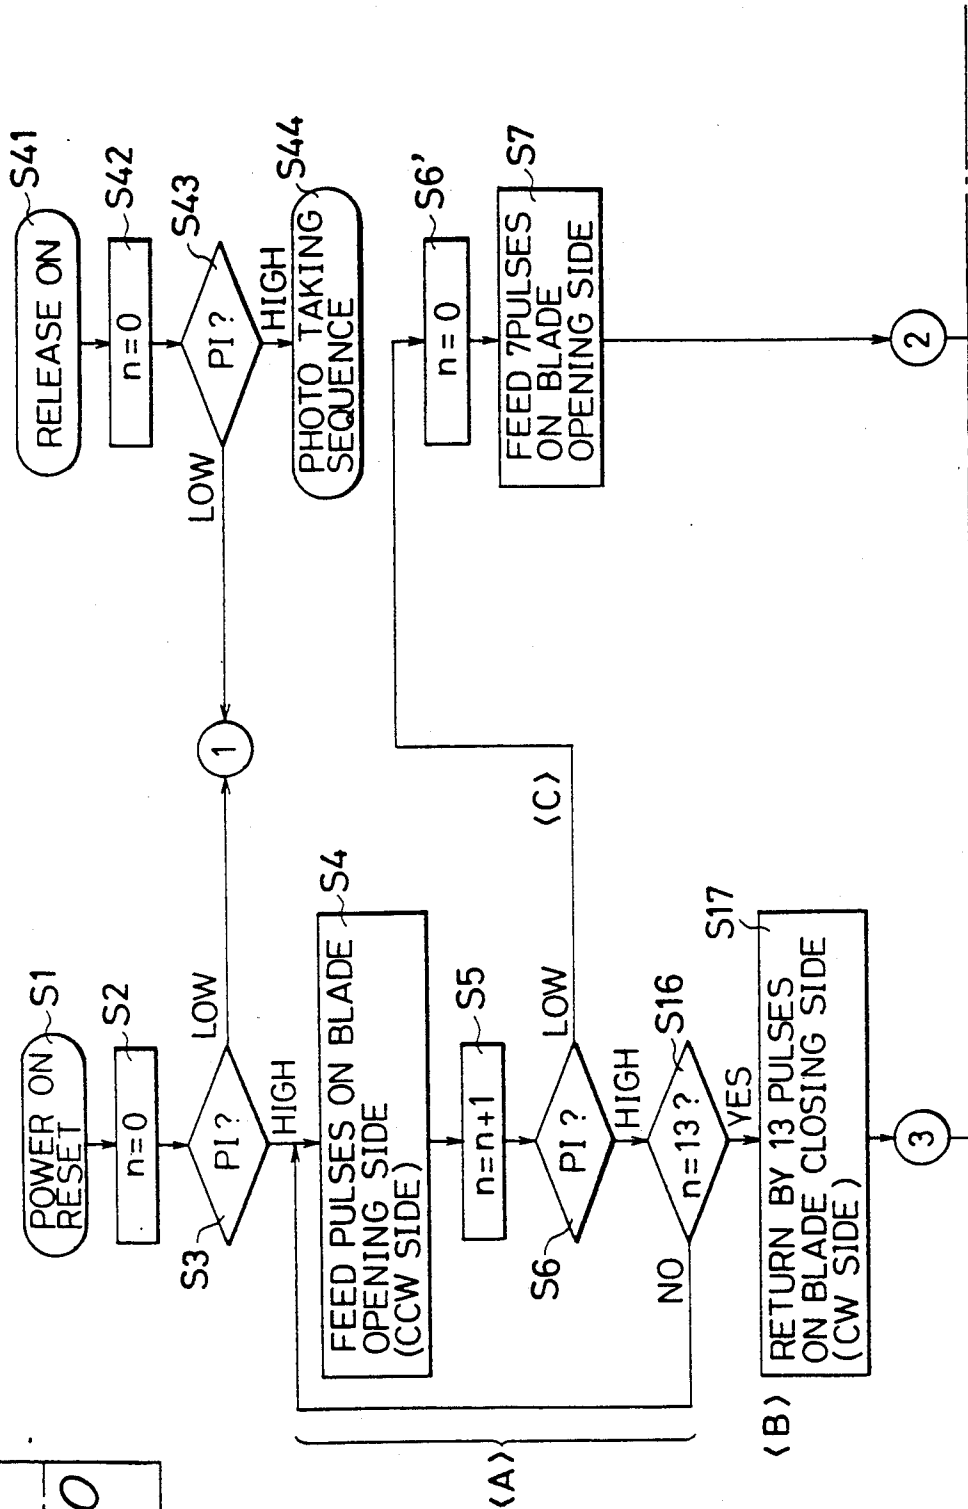 POWER ON
RESET
S1
n=0
S2
PI?
S3
LOW
HIGH
1
FEED PULSES ON BLADE
OPENING SIDE
(CCW SIDE)
S4
n=n+1
S5
PI?
S6
LOW
<C>
HIGH
n=13?
S16
NO
YES
<A>
<B>
RETURN BY 13 PULSES
ON BLADE CLOSING SIDE
(CW SIDE)
S17
3
RELEASE ON
S41
n=0
S42
PI?
S43
LOW
HIGH
PHOTO TAKING
SEQUENCE
S44
n=0
S6'
FEED 7PULSES
ON BLADE
OPENING SIDE
S7
2